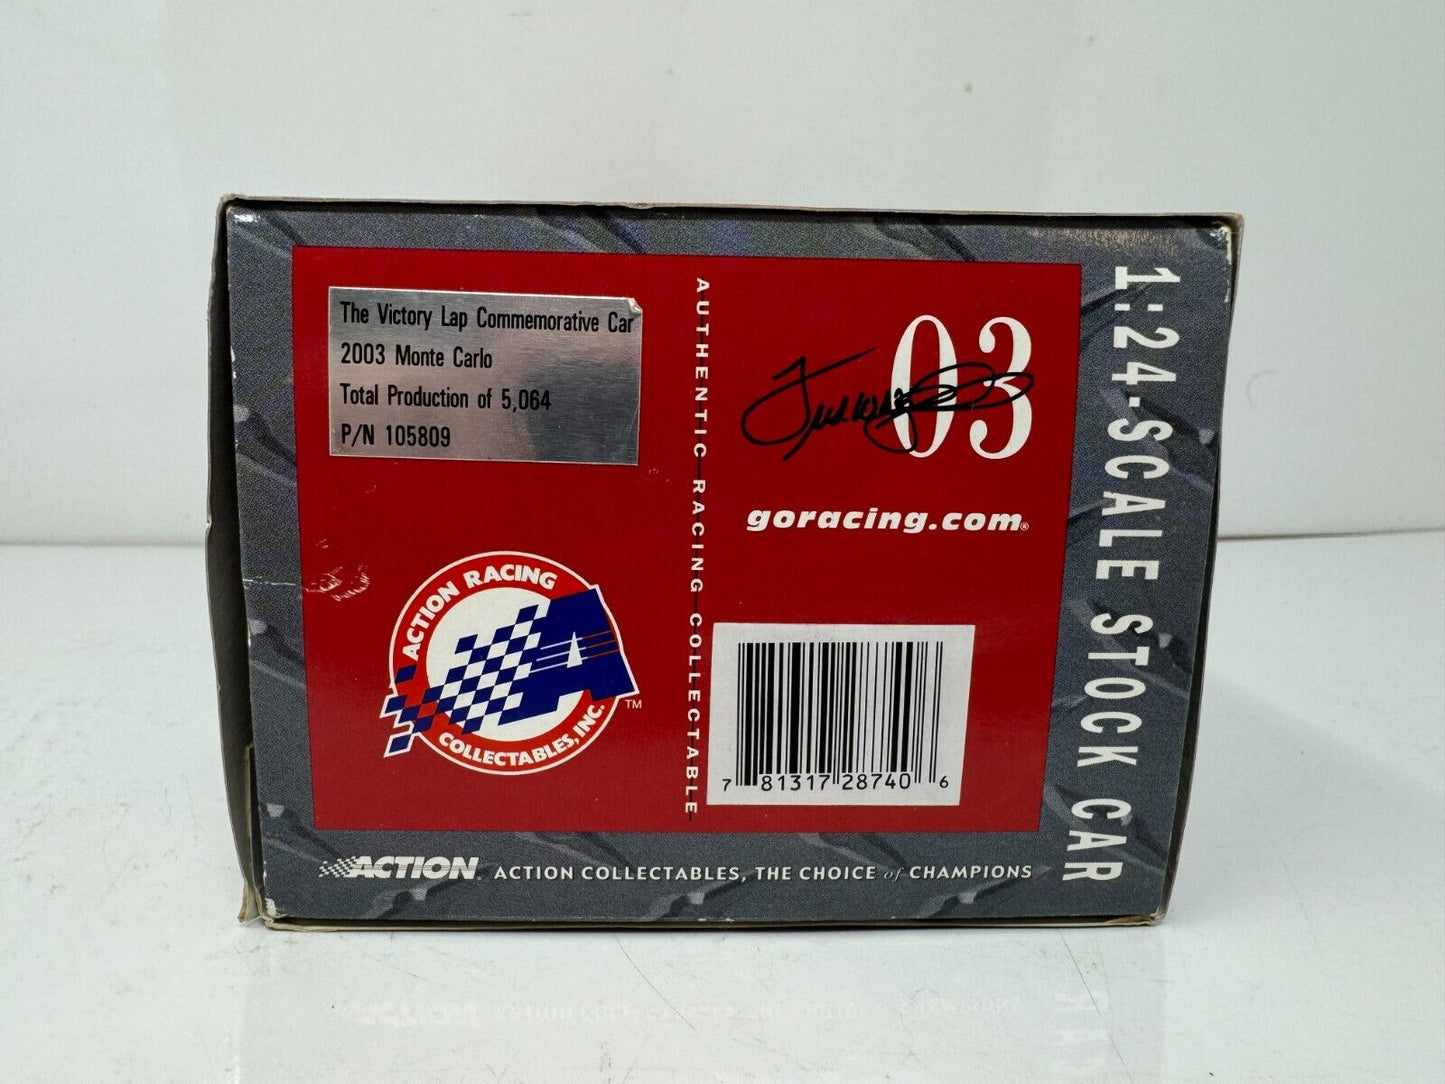 The Victory Lap Commemorative Car
2003 Monte Carlo
Total Production of 5,064
P/N 105809
AUTHENTIC RACING COLLECTABLE
03
goracing.com®
1:24-SCALE STOCK CAR
ACTION RACING
COLLECTABLES, INC.
A
TM
7 81317 28740 6
ACTION
ACTION COLLECTABLES, THE CHOICE of CHAMPIONS